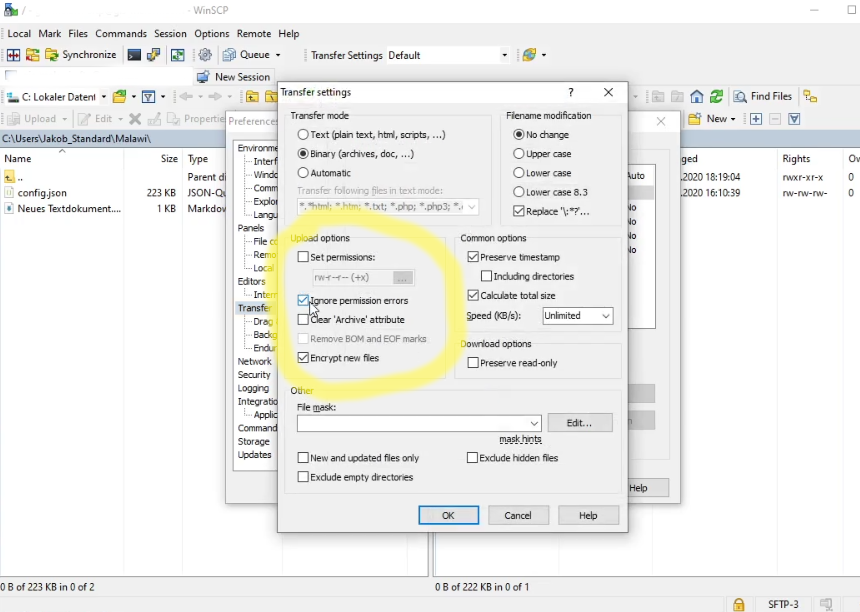 - WinSCP
Local Mark Files Commands Session Options Remote Help
Synchronize Queue Transfer Settings Default
New Session
C: Lokaler Datent Find Files
Upload Edit Properties New
C:\Users\Jakob_Standard\Malawi\
Name Size Type ged Rights Ov
.. Parent di .2020 18:19:04 rwxr-xr-x 0
config.json 223 KB JSON-Qu .2020 16:10:39 rw-rw-rw- 0
Neues Textdokument.... 1 KB Markdow
Preferences
Environme
Interf
Windo
Comm
Explor
Langu
Panels
File co
Remo
Local
Editors
Intern
Transfer
Drag
Backg
Endur
Network
Security
Logging
Integratio
Applic
Command
Storage
Updates
Auto
No
No
No
No
Help
Transfer settings ?
Transfer mode
Text (plain text, html, scripts, ...)
Binary (archives, doc, ...)
Automatic
Transfer following files in text mode:
*.*html; *.htm; *.txt; *.php; *.php3; *.
Filename modification
No change
Upper case
Lower case
Lower case 8.3
Replace '\:*?'...
Upload options
Set permissions:
rw-r--r-- (+x) ...
Ignore permission errors
Clear 'Archive' attribute
Remove BOM and EOF marks
Encrypt new files
Common options
Preserve timestamp
Including directories
Calculate total size
Speed (KB/s): Unlimited
Download options
Preserve read-only
Other
File mask:
Edit...
mask hints
New and updated files only Exclude hidden files
Exclude empty directories
OK Cancel Help
0 B of 223 KB in 0 of 2 0 B of 222 KB in 0 of 1
SFTP-3